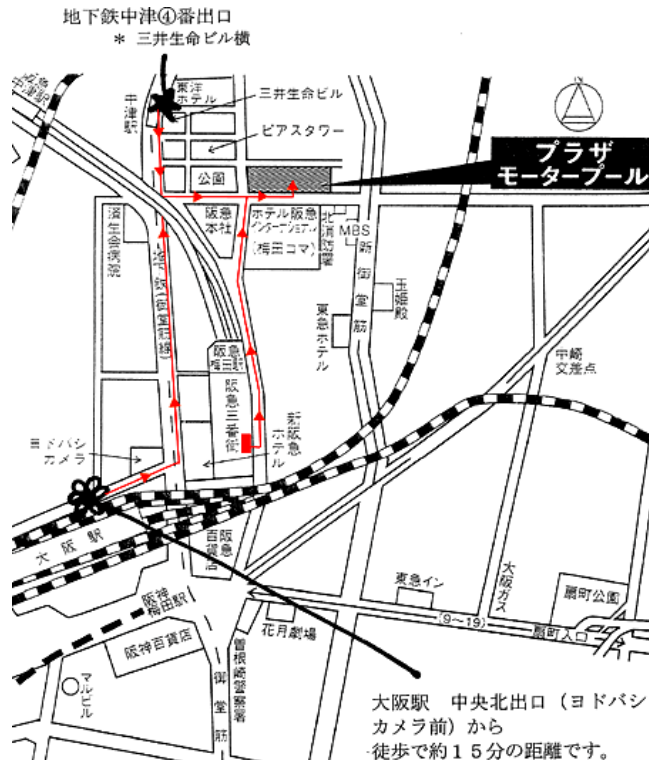 地下鉄中津④番出口
* 三井生命ビル横
阪急
中津駅
中津駅
東洋
ホテル
三井生命ビル
ピアスタワー
N
プラザ
モータープール
公園
済生会病院
阪急
本社
ホテル阪急
インターナショナル
(梅田コマ)
北消防署
MBS
新御堂筋
地下鉄(御堂筋線)
玉姫殿
東急ホテル
阪急
梅田駅
阪急三番街
新阪急
ホテル
中崎
交差点
ヨドバシ
カメラ
大阪駅
阪急
百貨店
阪神
梅田駅
阪神百貨店
東急イン
(9〜19)
花月劇場
大阪ガス
扇町公園
扇町入口
マルビル
御堂筋
曽根崎警察署
大阪駅 中央北出口(ヨドバシ
カメラ前)から
徒歩で約15分の距離です。